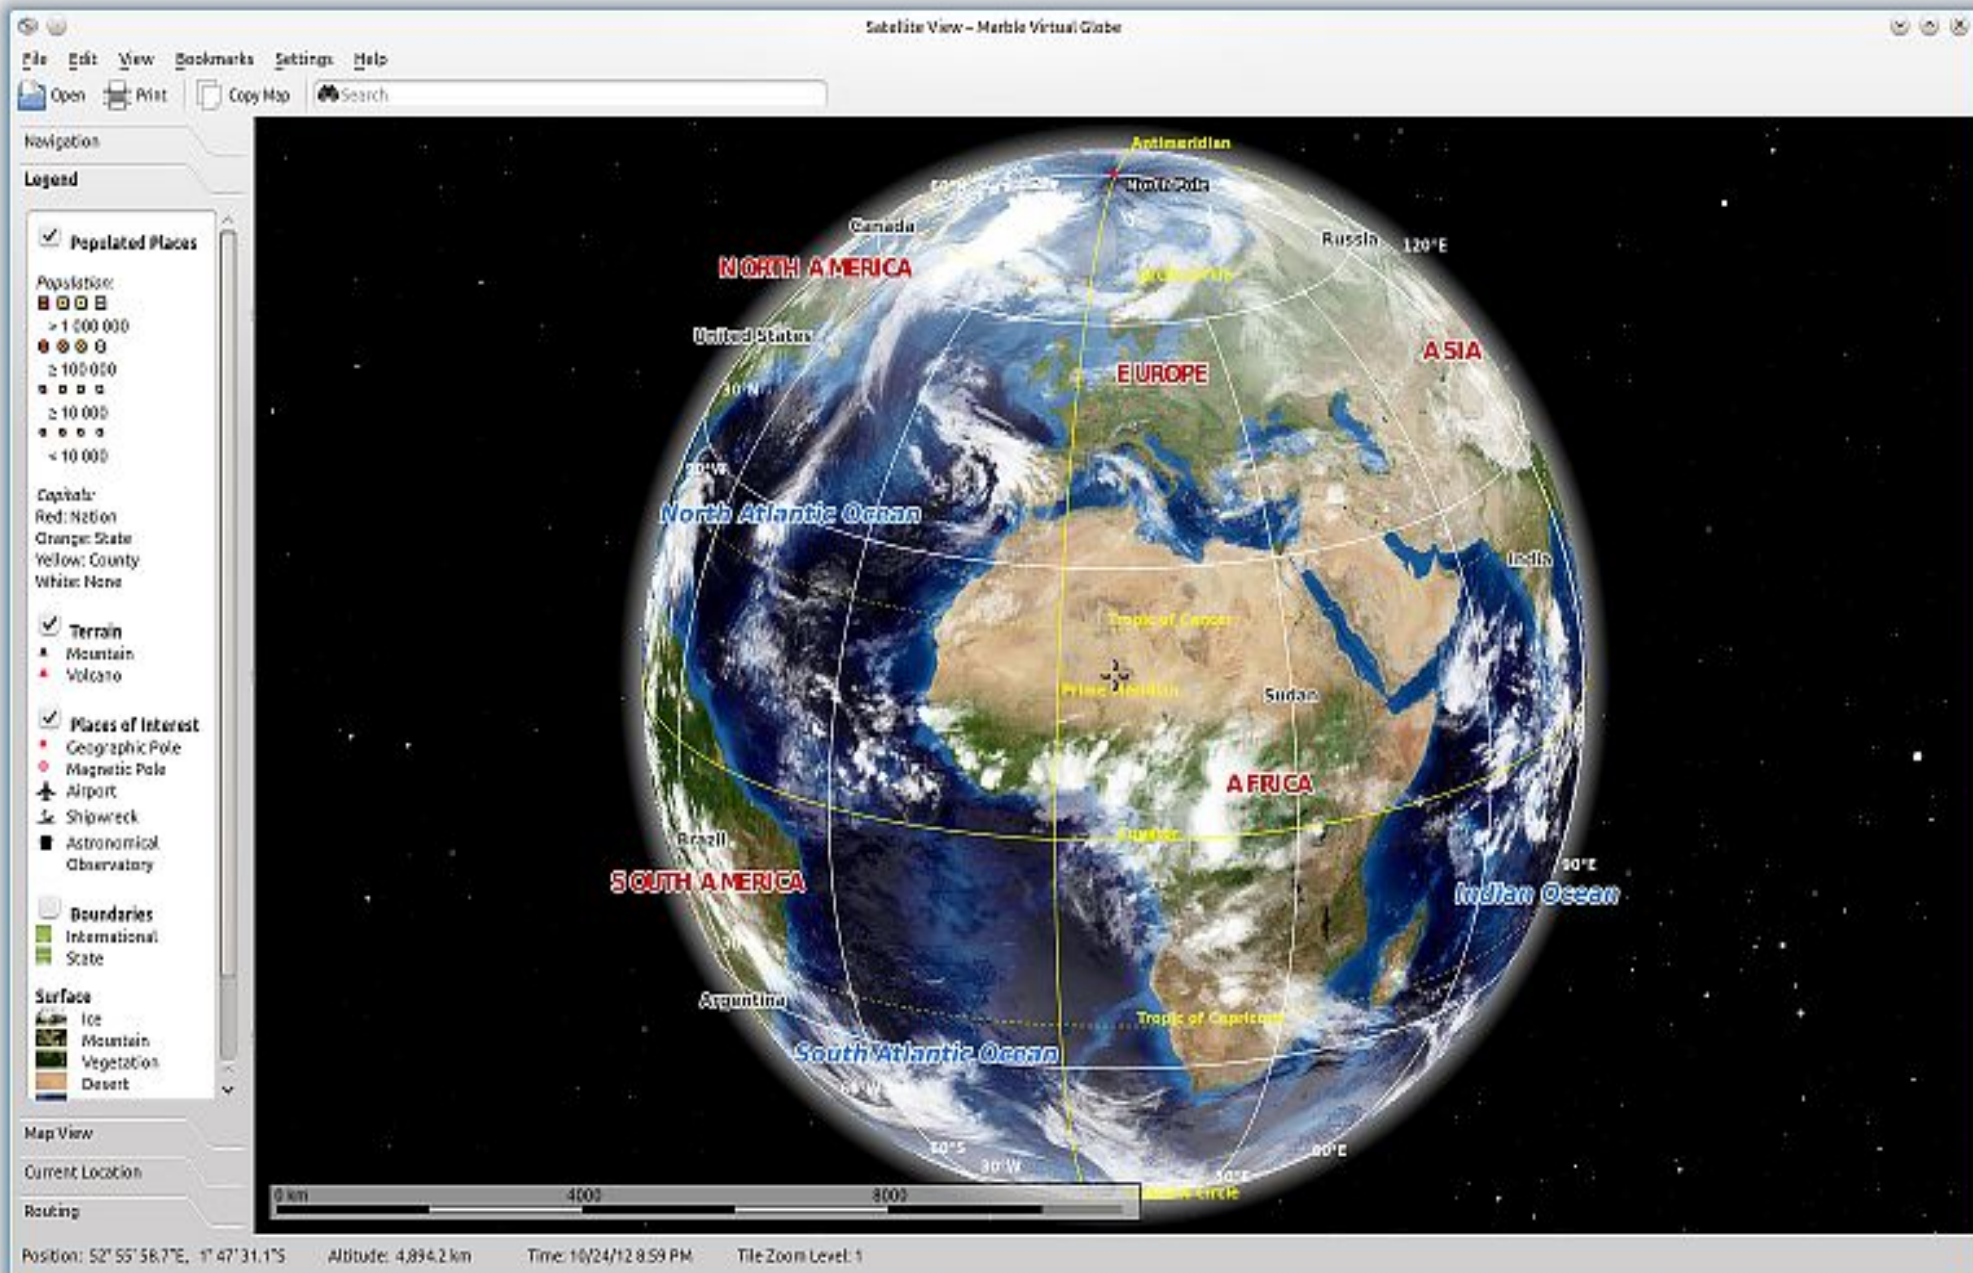 Satellite View – Marble Virtual Globe
File Edit View Bookmarks Settings Help
Open Print Copy Map Search
Navigation
Legend
Populated Places
Population:
> 1 000 000
≥ 100 000
≥ 10 000
< 10 000
Capitals:
Red: Nation
Orange: State
Yellow: County
White: None
Terrain
Mountain
Volcano
Places of Interest
Geographic Pole
Magnetic Pole
Airport
Shipwreck
Astronomical
Observatory
Boundaries
International
State
Surface
Ice
Mountain
Vegetation
Desert
Map View
Current Location
Routing
Antimeridian
North Pole
Canada
Russia
120°E
NORTH AMERICA
United States
ASIA
EUROPE
30°N
90°W
North Atlantic Ocean
India
Tropic of Cancer
Prime Meridian
Sudan
AFRICA
Equator
Brazil
90°E
SOUTH AMERICA
Indian Ocean
Argentina
Tropic of Capricorn
South Atlantic Ocean
60°W
60°S
30°W
60°E
30°E
Circle
0 km 4000 8000
Position: 52° 55' 58.7"E, 1° 47' 31.1"S Altitude: 4,894.2 km Time: 10/24/12 8:59 PM Tile Zoom Level: 1